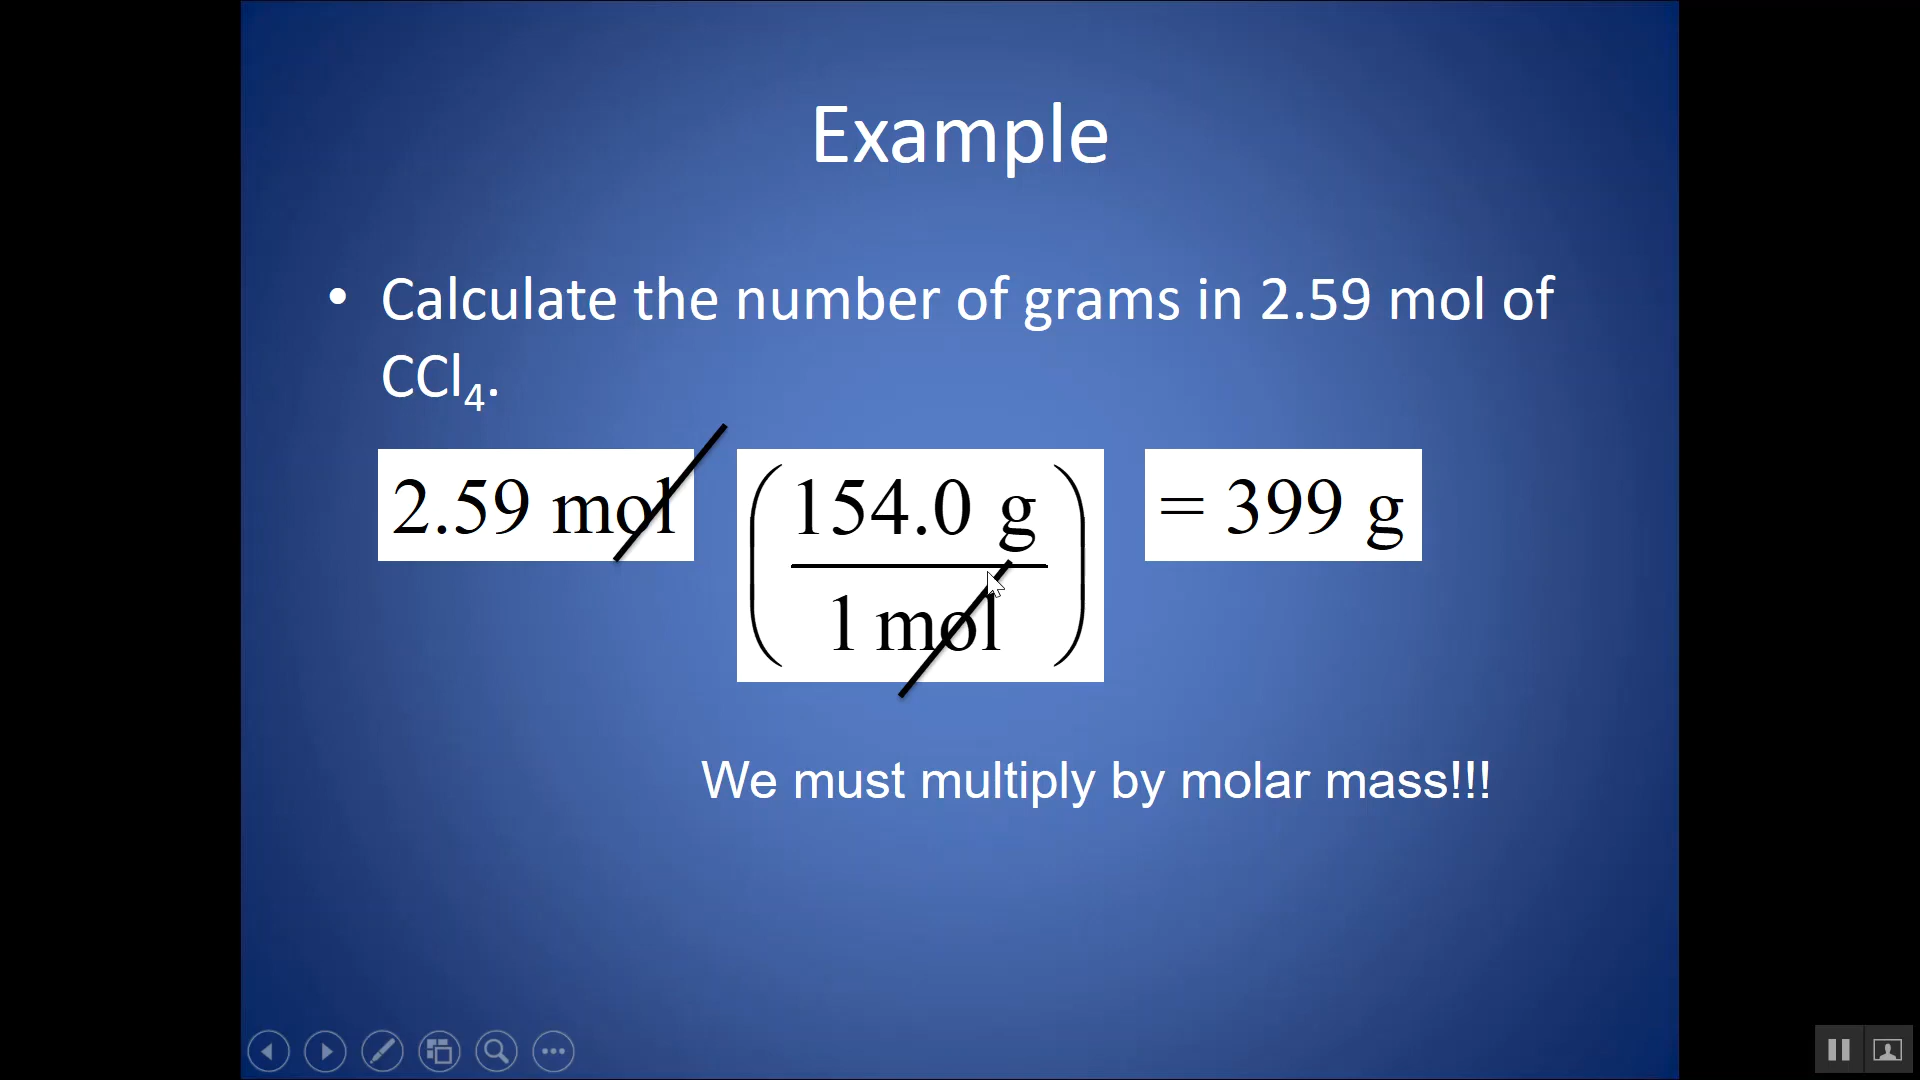 Example
• Calculate the number of grams in 2.59 mol of
CCl₄.
2.59 mol (154.0 g / 1 mol) = 399 g
We must multiply by molar mass!!!